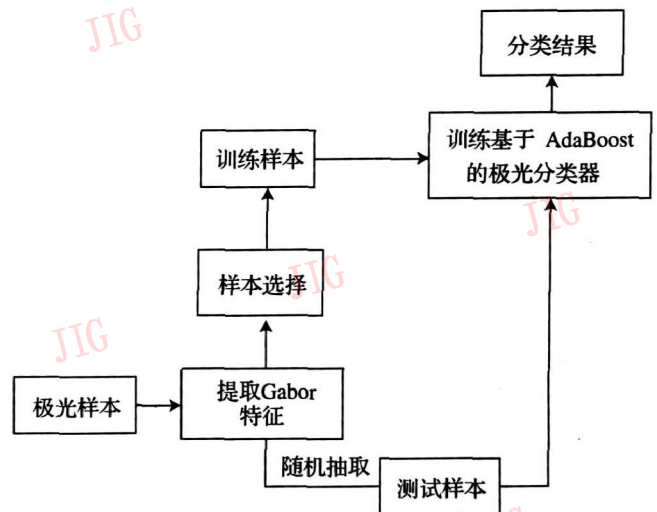 JIG
分类结果
训练基于 AdaBoost
的极光分类器
训练样本
JIG
样本选择
JIG
JIG
极光样本
提取Gabor
特征
随机抽取
测试样本